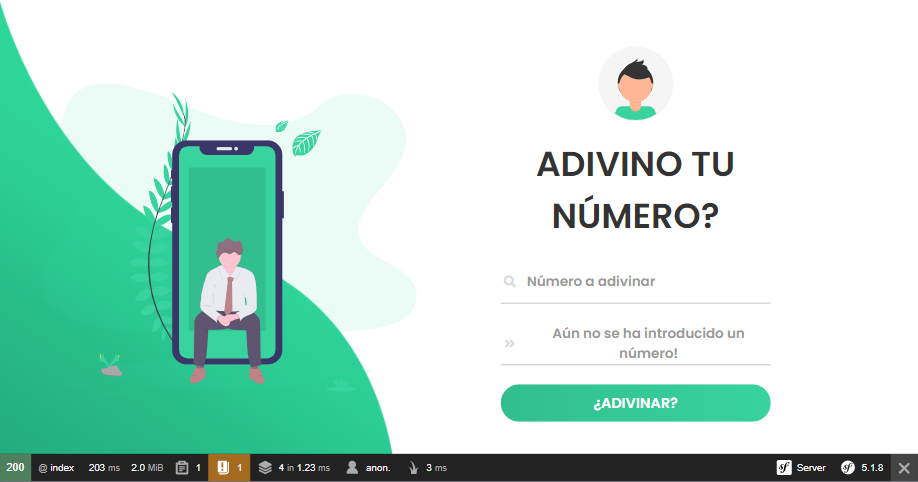 ADIVINO TU
NÚMERO?
Número a adivinar
Aún no se ha introducido un
número!
¿ADIVINAR?
200 @ index 203 ms 2.0 MiB 1 1 4 in 1.23 ms anon. 3 ms Server 5.1.8